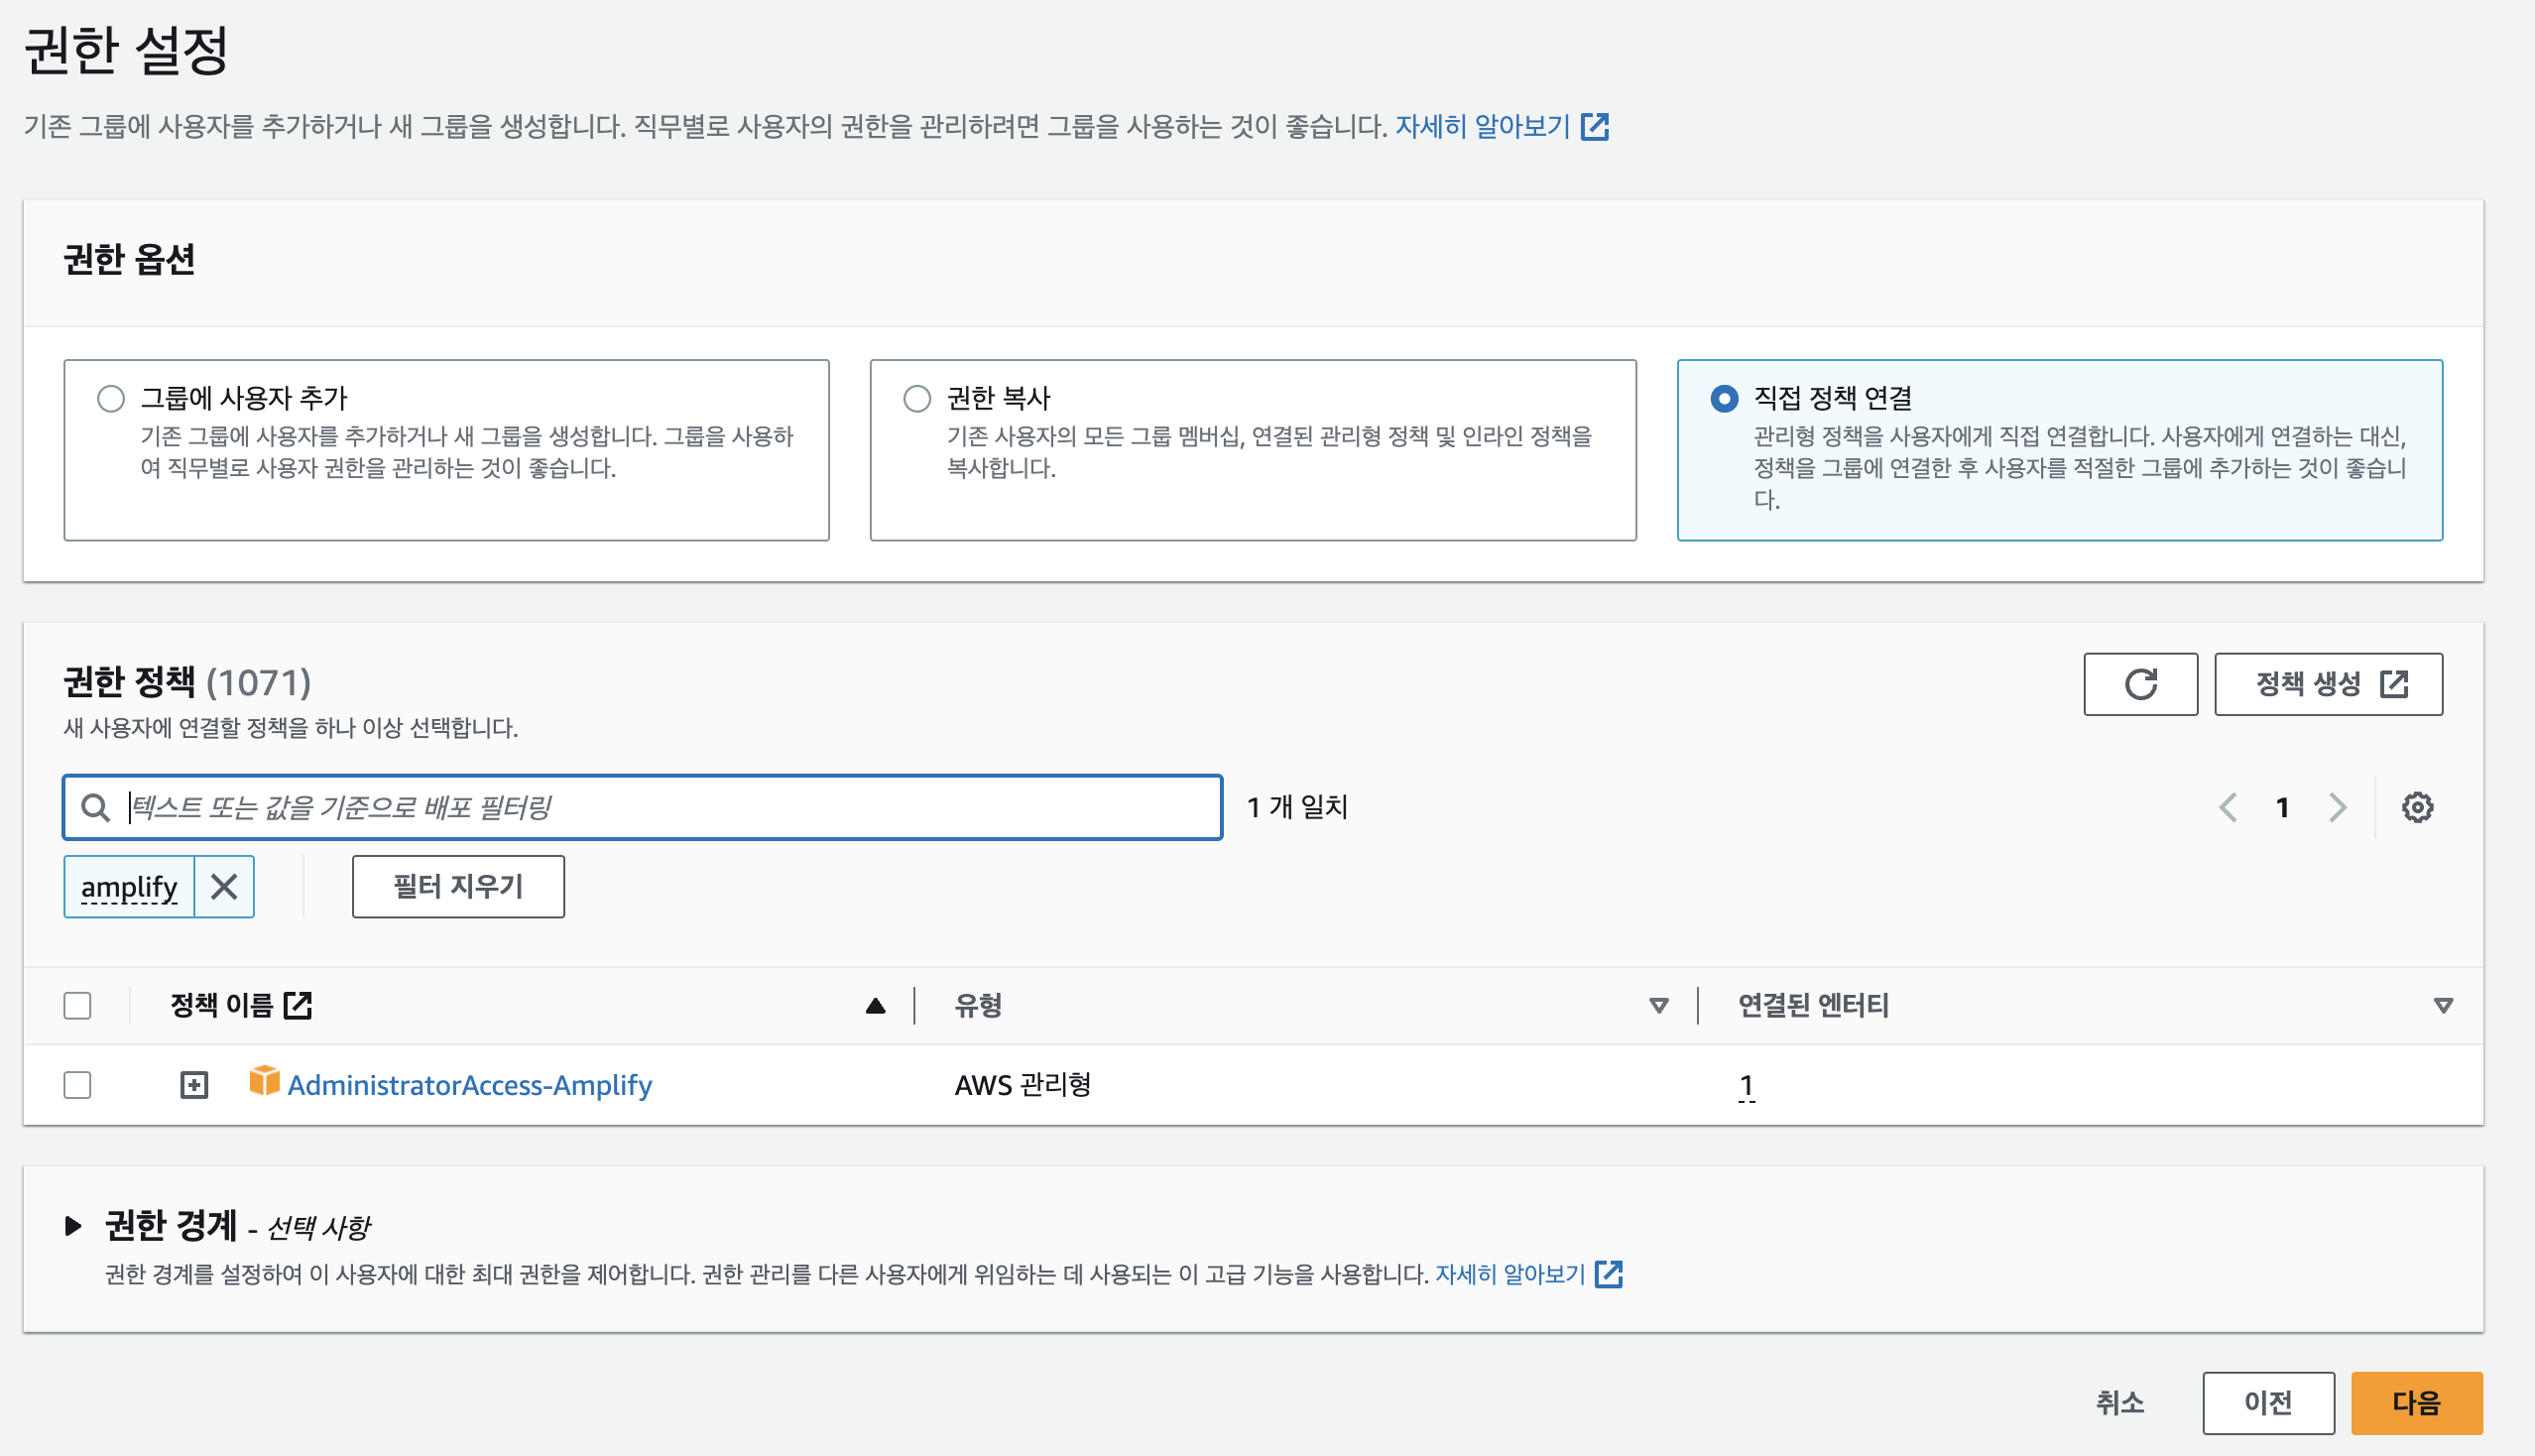 권한 설정
기존 그룹에 사용자를 추가하거나 새 그룹을 생성합니다. 직무별로 사용자의 권한을 관리하려면 그룹을 사용하는 것이 좋습니다. 자세히 알아보기
권한 옵션
그룹에 사용자 추가
기존 그룹에 사용자를 추가하거나 새 그룹을 생성합니다. 그룹을 사용하
여 직무별로 사용자 권한을 관리하는 것이 좋습니다.
권한 복사
기존 사용자의 모든 그룹 멤버십, 연결된 관리형 정책 및 인라인 정책을
복사합니다.
직접 정책 연결
관리형 정책을 사용자에게 직접 연결합니다. 사용자에게 연결하는 대신,
정책을 그룹에 연결한 후 사용자를 적절한 그룹에 추가하는 것이 좋습니
다.
권한 정책 (1071)
새 사용자에 연결할 정책을 하나 이상 선택합니다.
정책 생성
텍스트 또는 값을 기준으로 배포 필터링
1 개 일치
1
amplify
필터 지우기
정책 이름 유형 연결된 엔터티
AdministratorAccess-Amplify AWS 관리형 1
권한 경계 - 선택 사항
권한 경계를 설정하여 이 사용자에 대한 최대 권한을 제어합니다. 권한 관리를 다른 사용자에게 위임하는 데 사용되는 이 고급 기능을 사용합니다. 자세히 알아보기
취소 이전 다음